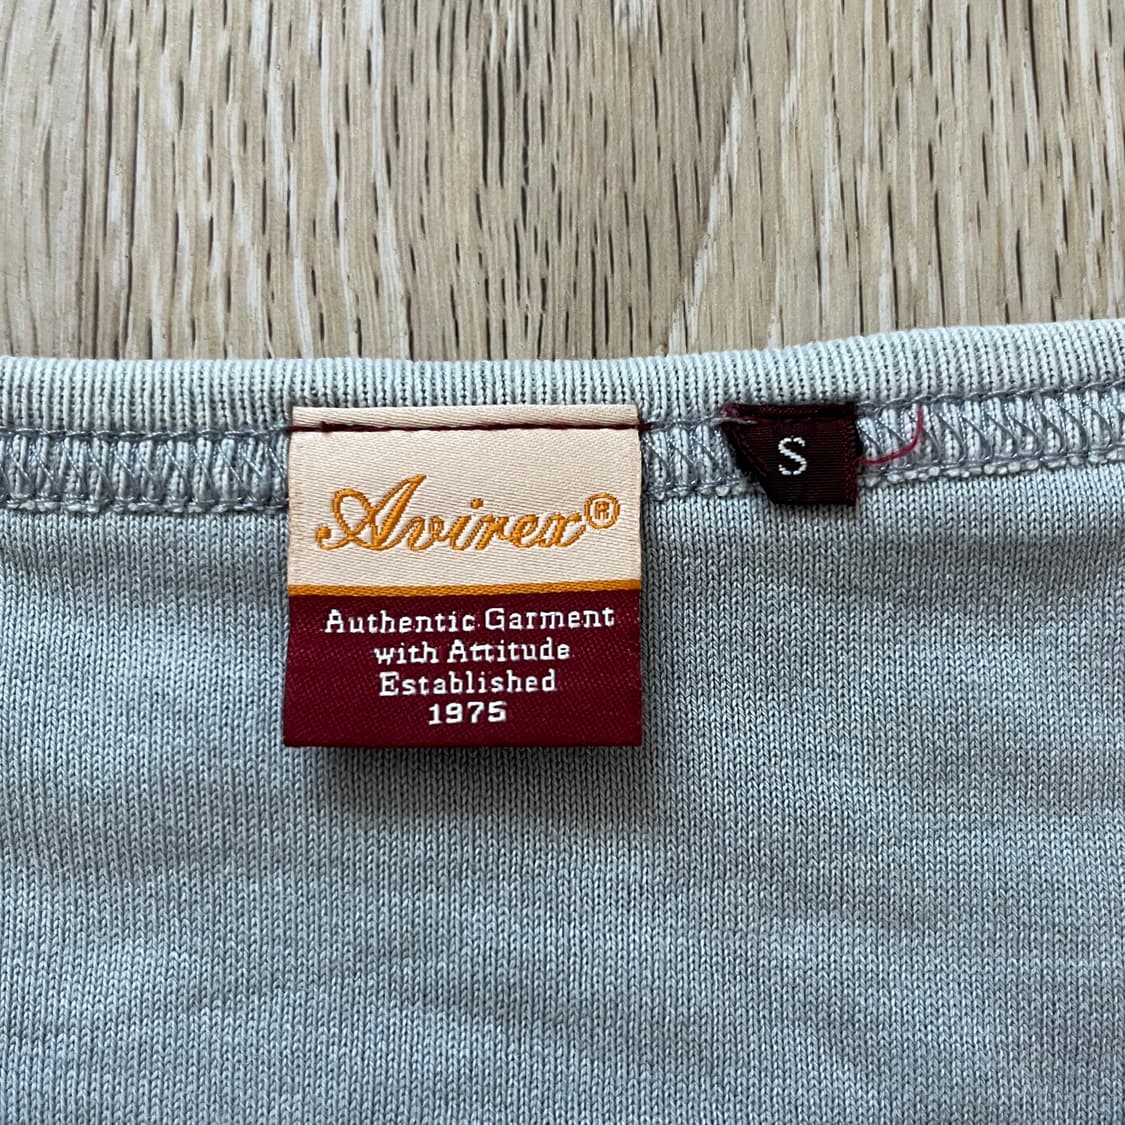 Avirex®
S
Authentic Garment
with Attitude
Established
1975